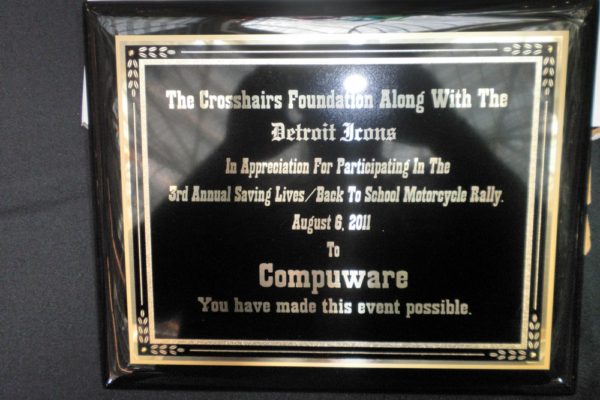 The Crosshairs Foundation Along With The
Detroit Icons
In Appreciation For Participating In The
3rd Annual Saving Lives/Back To School Motorcycle Rally.
August 6, 2011
To
Compuware
You have made this event possible.